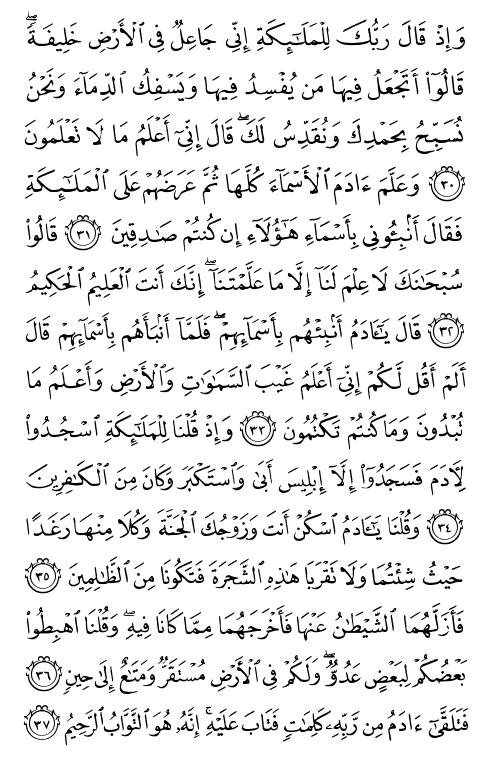 وَإِذْ قَالَ رَبُّكَ لِلْمَلَـٰٓئِكَةِ إِنِّى جَاعِلٌۭ فِى ٱلْأَرْضِ خَلِيفَةًۭ ۖ
قَالُوٓا۟ أَتَجْعَلُ فِيهَا مَن يُفْسِدُ فِيهَا وَيَسْفِكُ ٱلدِّمَآءَ وَنَحْنُ
نُسَبِّحُ بِحَمْدِكَ وَنُقَدِّسُ لَكَ ۖ قَالَ إِنِّىٓ أَعْلَمُ مَا لَا تَعْلَمُونَ
٣٠ وَعَلَّمَ ءَادَمَ ٱلْأَسْمَآءَ كُلَّهَا ثُمَّ عَرَضَهُمْ عَلَى ٱلْمَلَـٰٓئِكَةِ
فَقَالَ أَنۢبِـُٔونِى بِأَسْمَآءِ هَـٰٓؤُلَآءِ إِن كُنتُمْ صَـٰدِقِينَ ٣١ قَالُوا۟
سُبْحَـٰنَكَ لَا عِلْمَ لَنَآ إِلَّا مَا عَلَّمْتَنَآ ۖ إِنَّكَ أَنتَ ٱلْعَلِيمُ ٱلْحَكِيمُ
٣٢ قَالَ يَـٰٓـَٔادَمُ أَنۢبِئْهُم بِأَسْمَآئِهِمْ ۖ فَلَمَّآ أَنۢبَأَهُم بِأَسْمَآئِهِمْ قَالَ
أَلَمْ أَقُل لَّكُمْ إِنِّىٓ أَعْلَمُ غَيْبَ ٱلسَّمَـٰوَٰتِ وَٱلْأَرْضِ وَأَعْلَمُ مَا
تُبْدُونَ وَمَا كُنتُمْ تَكْتُمُونَ ٣٣ وَإِذْ قُلْنَا لِلْمَلَـٰٓئِكَةِ ٱسْجُدُوا۟
لِـَٔادَمَ فَسَجَدُوٓا۟ إِلَّآ إِبْلِيسَ أَبَىٰ وَٱسْتَكْبَرَ وَكَانَ مِنَ ٱلْكَـٰفِرِينَ
٣٤ وَقُلْنَا يَـٰٓـَٔادَمُ ٱسْكُنْ أَنتَ وَزَوْجُكَ ٱلْجَنَّةَ وَكُلَا مِنْهَا رَغَدًا
حَيْثُ شِئْتُمَا وَلَا تَقْرَبَا هَـٰذِهِ ٱلشَّجَرَةَ فَتَكُونَا مِنَ ٱلظَّـٰلِمِينَ ٣٥
فَأَزَلَّهُمَا ٱلشَّيْطَـٰنُ عَنْهَا فَأَخْرَجَهُمَا مِمَّا كَانَا فِيهِ ۖ وَقُلْنَا ٱهْبِطُوا۟
بَعْضُكُمْ لِبَعْضٍ عَدُوٌّۭ ۖ وَلَكُمْ فِى ٱلْأَرْضِ مُسْتَقَرٌّۭ وَمَتَـٰعٌ إِلَىٰ حِينٍۢ ٣٦
فَتَلَقَّىٰٓ ءَادَمُ مِن رَّبِّهِۦ كَلِمَـٰتٍۢ فَتَابَ عَلَيْهِ ۚ إِنَّهُۥ هُوَ ٱلتَّوَّابُ ٱلرَّحِيمُ ٣٧